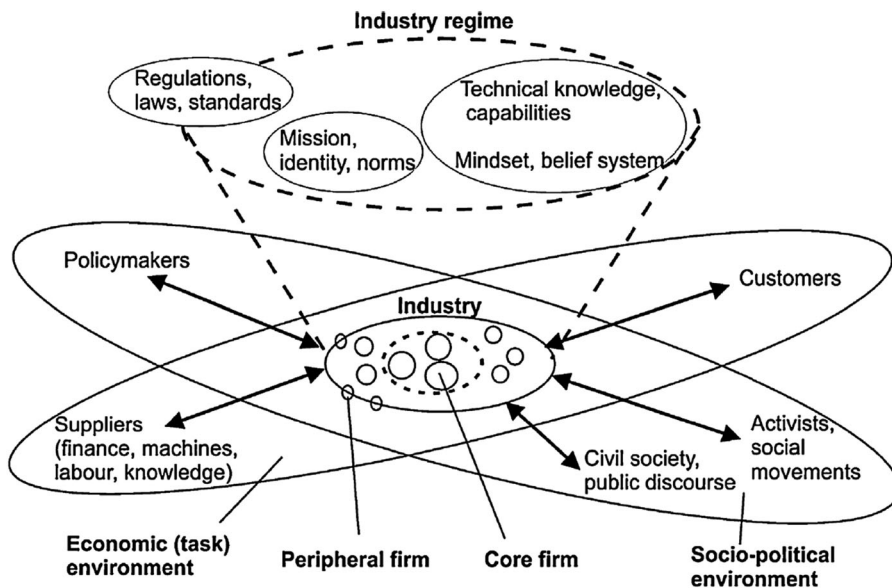 Industry regime
Regulations,
laws, standards
Technical knowledge,
capabilities
Mission,
identity, norms
Mindset, belief system
Policymakers
Customers
Industry
Suppliers
(finance, machines,
labour, knowledge)
Activists,
social
movements
Civil society,
public discourse
Economic (task)
environment
Peripheral firm
Core firm
Socio-political
environment